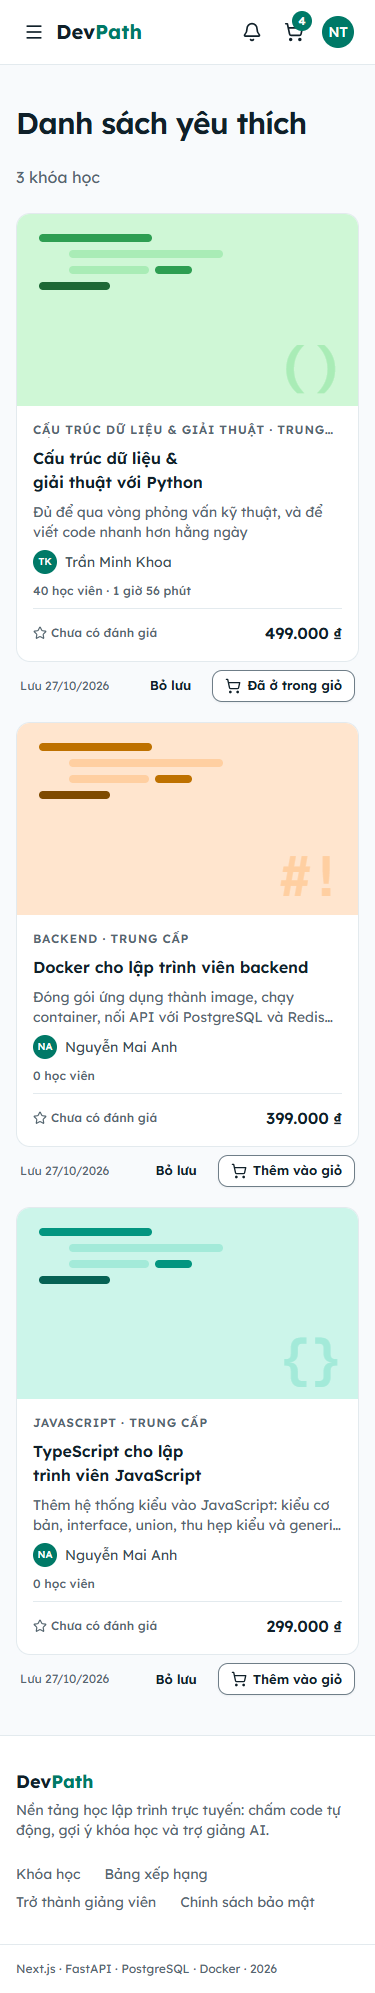 DevPath
4
NT
Danh sách yêu thích
3 khóa học
()
CẤU TRÚC DỮ LIỆU & GIẢI THUẬT · TRUNG…
Cấu trúc dữ liệu &
giải thuật với Python
Đủ để qua vòng phỏng vấn kỹ thuật, và để
viết code nhanh hơn hằng ngày
TK Trần Minh Khoa
40 học viên · 1 giờ 56 phút
Chưa có đánh giá 499.000 ₫
Lưu 27/10/2026 Bỏ lưu Đã ở trong giỏ
#!
BACKEND · TRUNG CẤP
Docker cho lập trình viên backend
Đóng gói ứng dụng thành image, chạy
container, nối API với PostgreSQL và Redis…
NA Nguyễn Mai Anh
0 học viên
Chưa có đánh giá 399.000 ₫
Lưu 27/10/2026 Bỏ lưu Thêm vào giỏ
{}
JAVASCRIPT · TRUNG CẤP
TypeScript cho lập
trình viên JavaScript
Thêm hệ thống kiểu vào JavaScript: kiểu cơ
bản, interface, union, thu hẹp kiểu và generi…
NA Nguyễn Mai Anh
0 học viên
Chưa có đánh giá 299.000 ₫
Lưu 27/10/2026 Bỏ lưu Thêm vào giỏ
DevPath
Nền tảng học lập trình trực tuyến: chấm code tự
động, gợi ý khóa học và trợ giảng AI.
Khóa học Bảng xếp hạng
Trở thành giảng viên Chính sách bảo mật
Next.js · FastAPI · PostgreSQL · Docker · 2026